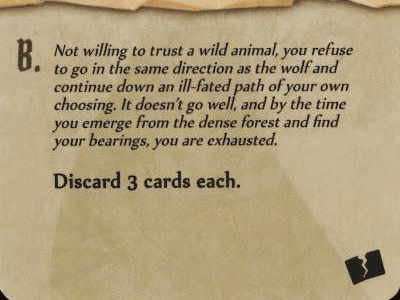 B.
Not willing to trust a wild animal, you refuse
to go in the same direction as the wolf and
continue down an ill-fated path of your own
choosing. It doesn't go well, and by the time
you emerge from the dense forest and find
your bearings, you are exhausted.
Discard 3 cards each.